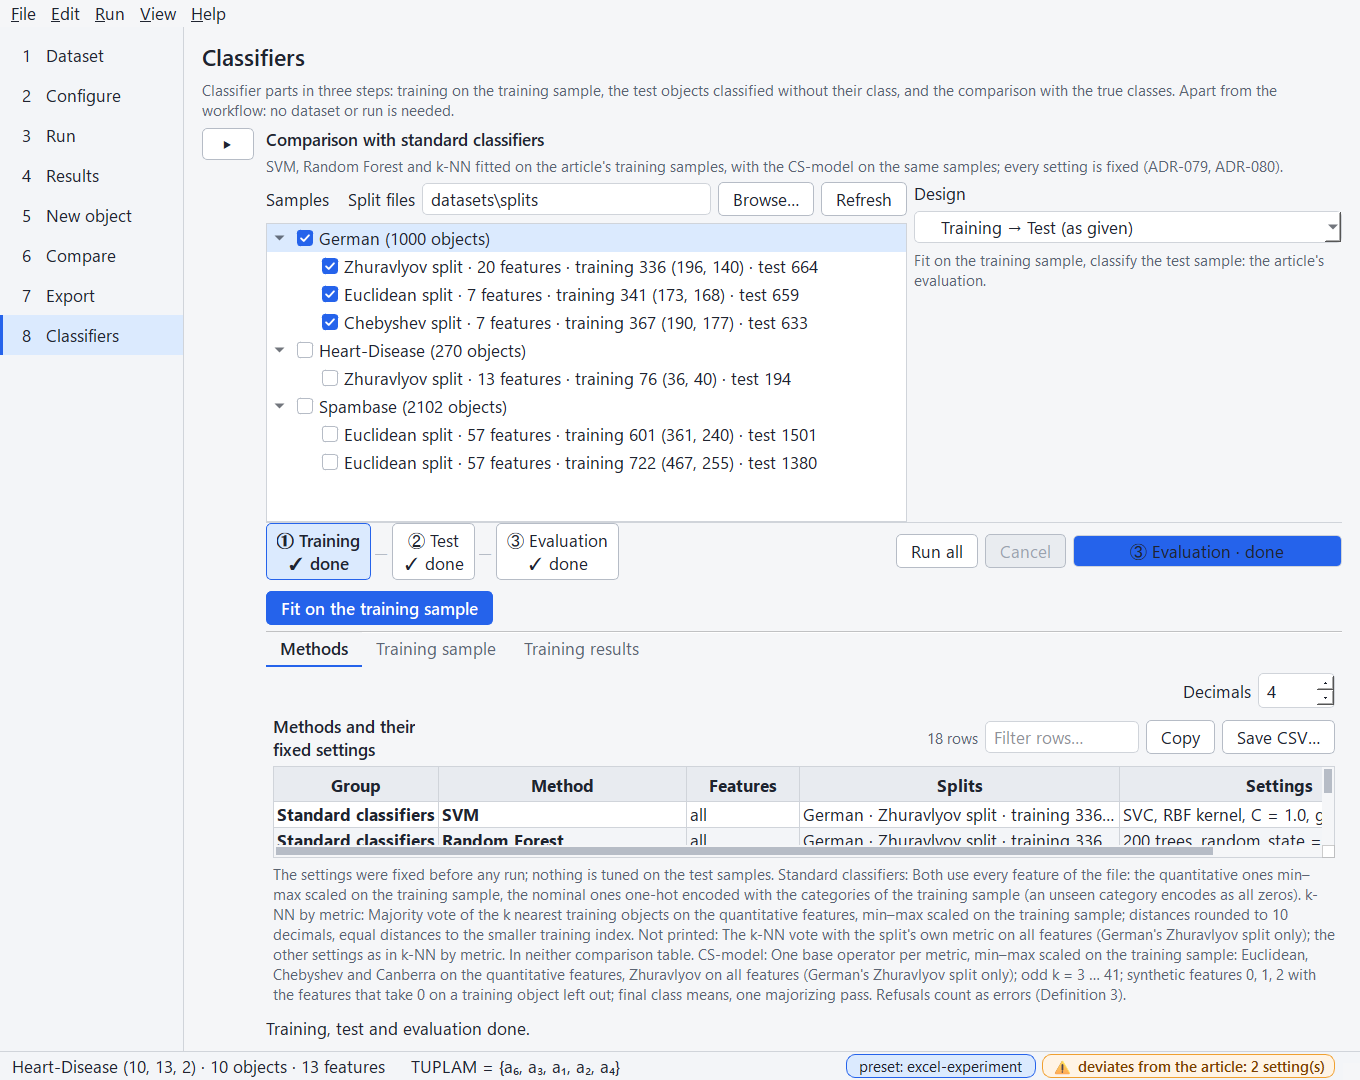 File Edit Run View Help
1 Dataset
2 Configure
3 Run
4 Results
5 New object
6 Compare
7 Export
8 Classifiers
Classifiers
Classifier parts in three steps: training on the training sample, the test objects classified without their class, and the comparison with the true classes. Apart from the
workflow: no dataset or run is needed.
Comparison with standard classifiers
SVM, Random Forest and k-NN fitted on the article's training samples, with the CS-model on the same samples; every setting is fixed (ADR-079, ADR-080).
Samples Split files datasets\splits Browse... Refresh
Design
Training → Test (as given)
Fit on the training sample, classify the test sample: the article's
evaluation.
German (1000 objects)
Zhuravlyov split · 20 features · training 336 (196, 140) · test 664
Euclidean split · 7 features · training 341 (173, 168) · test 659
Chebyshev split · 7 features · training 367 (190, 177) · test 633
Heart-Disease (270 objects)
Zhuravlyov split · 13 features · training 76 (36, 40) · test 194
Spambase (2102 objects)
Euclidean split · 57 features · training 601 (361, 240) · test 1501
Euclidean split · 57 features · training 722 (467, 255) · test 1380
① Training
✓ done
② Test
✓ done
③ Evaluation
✓ done
Run all Cancel ③ Evaluation · done
Fit on the training sample
Methods Training sample Training results
Decimals 4
Methods and their
fixed settings
18 rows Filter rows... Copy Save CSV...
Group Method Features Splits Settings
Standard classifiers SVM all German · Zhuravlyov split · training 336... SVC, RBF kernel, C = 1.0, g
Standard classifiers Random Forest all German · Zhuravlyov split · training 336... 200 trees, random_state =
The settings were fixed before any run; nothing is tuned on the test samples. Standard classifiers: Both use every feature of the file: the quantitative ones min–
max scaled on the training sample, the nominal ones one-hot encoded with the categories of the training sample (an unseen category encodes as all zeros). k-
NN by metric: Majority vote of the k nearest training objects on the quantitative features, min–max scaled on the training sample; distances rounded to 10
decimals, equal distances to the smaller training index. Not printed: The k-NN vote with the split's own metric on all features (German's Zhuravlyov split only); the
other settings as in k-NN by metric. In neither comparison table. CS-model: One base operator per metric, min–max scaled on the training sample: Euclidean,
Chebyshev and Canberra on the quantitative features, Zhuravlyov on all features (German's Zhuravlyov split only); odd k = 3 ... 41; synthetic features 0, 1, 2 with
the features that take 0 on a training object left out; final class means, one majorizing pass. Refusals count as errors (Definition 3).
Training, test and evaluation done.
Heart-Disease (10, 13, 2) · 10 objects · 13 features TUPLAM = {a₆, a₃, a₁, a₂, a₄} preset: excel-experiment ⚠ deviates from the article: 2 setting(s)